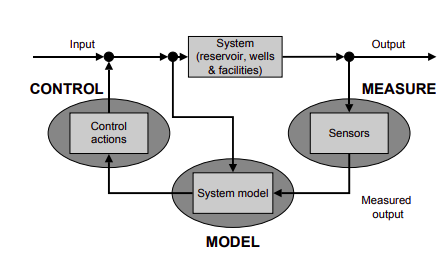 Input
System
(reservoir, wells
& facilities)
Output
CONTROL
MEASURE
Control
actions
Sensors
System model
Measured
output
MODEL